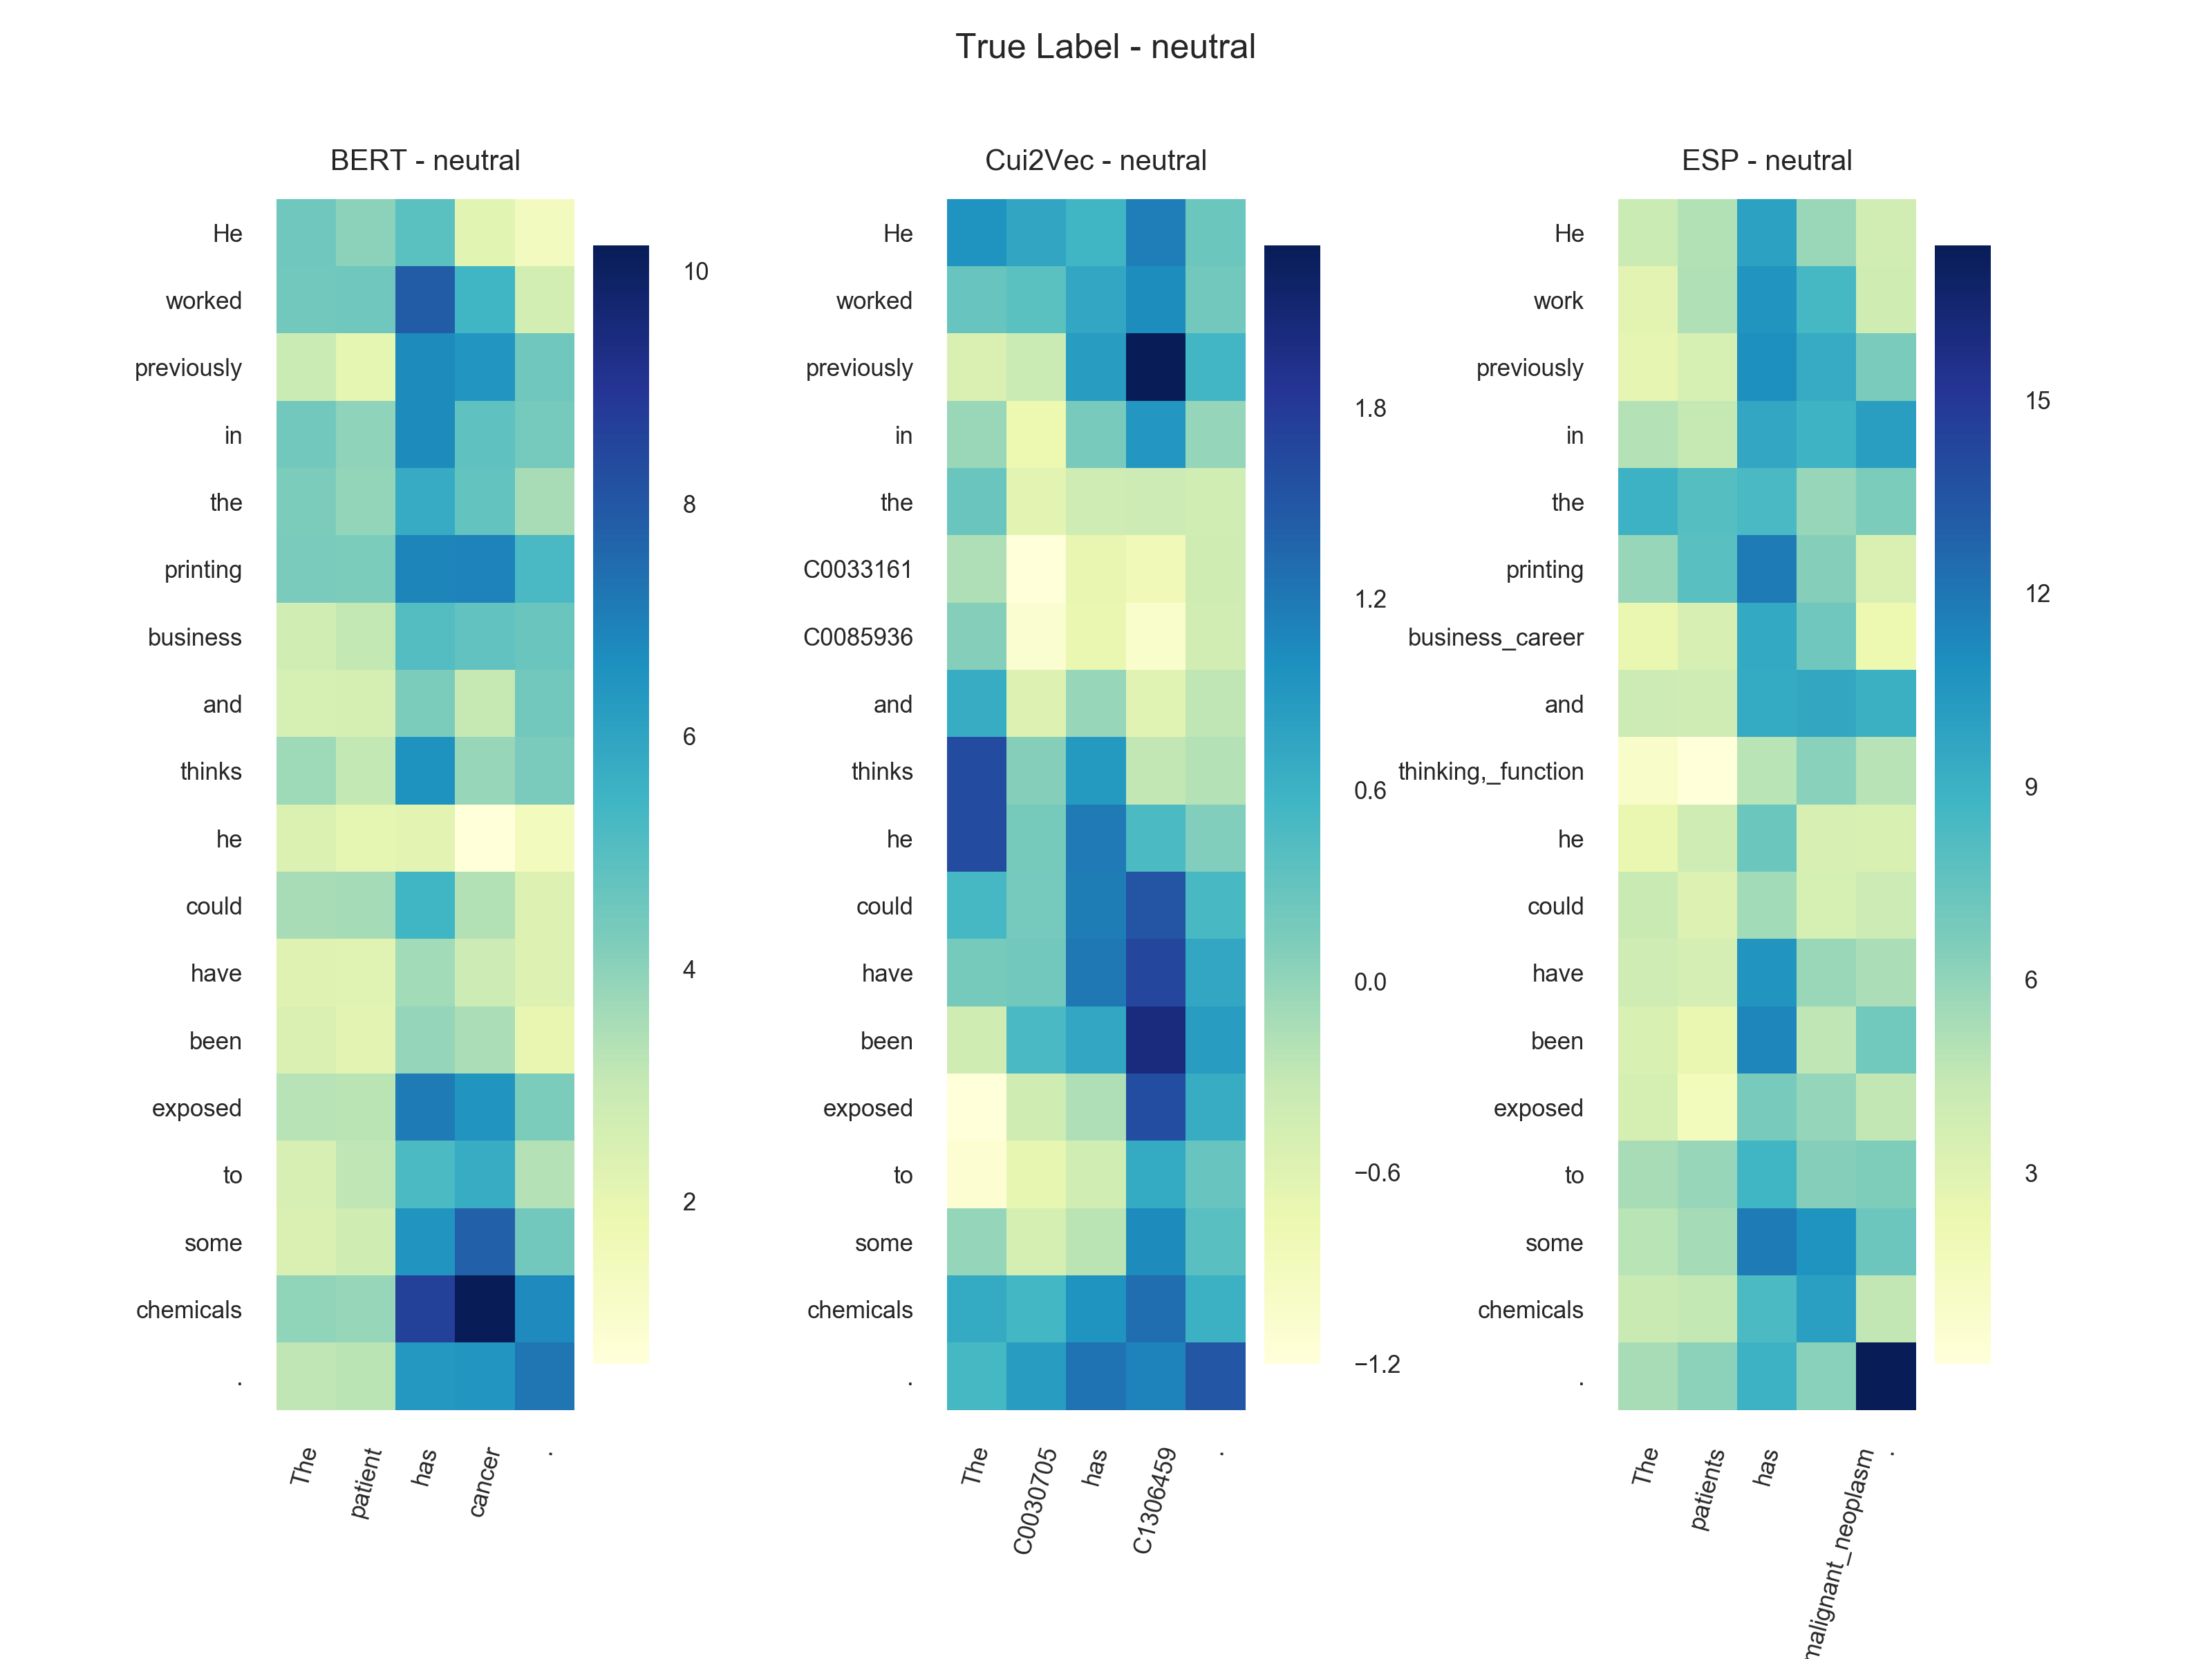 True Label - neutral
BERT - neutral
He
worked
previously
in
the
printing
business
and
thinks
he
could
have
been
exposed
to
some
chemicals
.
The
patient
has
cancer
.
10
8
6
4
2
Cui2Vec - neutral
He
worked
previously
in
the
C0033161
C0085936
and
thinks
he
could
have
been
exposed
to
some
chemicals
.
The
C0030705
has
C1306459
.
1.8
1.2
0.6
0.0
−0.6
−1.2
ESP - neutral
He
work
previously
in
the
printing
business_career
and
thinking,_function
he
could
have
been
exposed
to
some
chemicals
.
The
patients
has
malignant_neoplasm
.
15
12
9
6
3